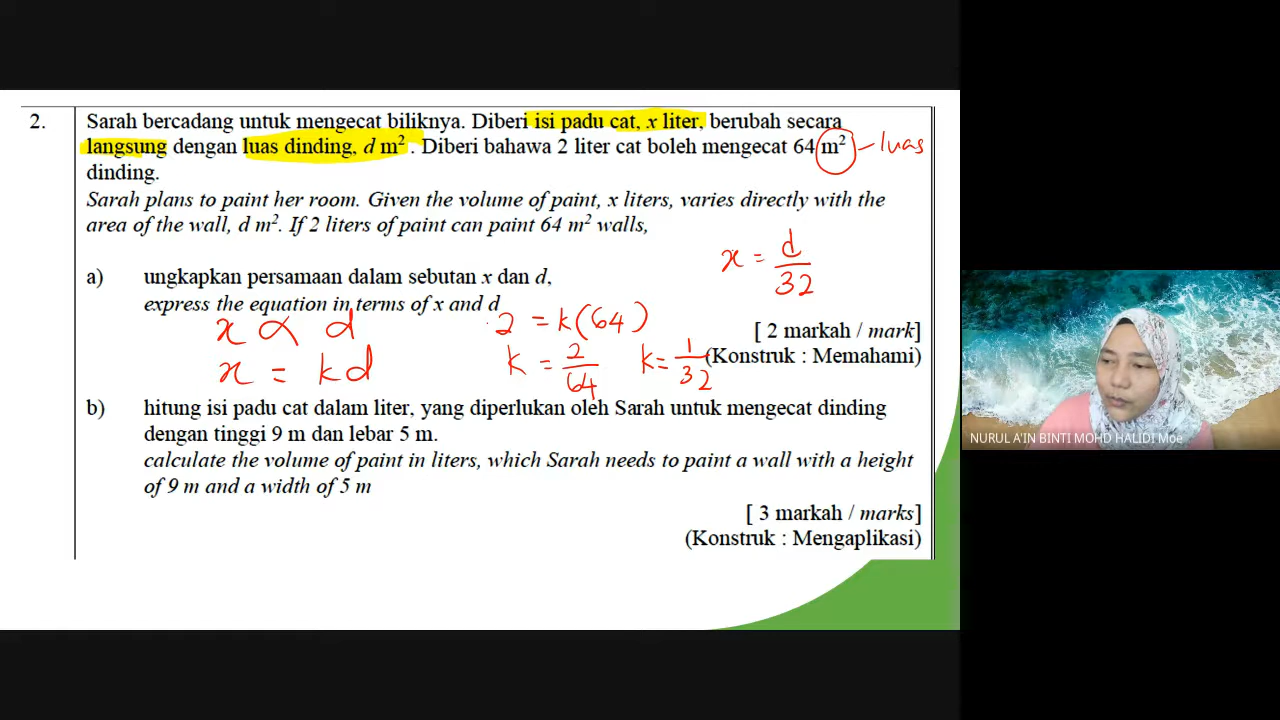 2. Sarah bercadang untuk mengecat biliknya. Diberi isi padu cat, x liter, berubah secara
langsung dengan luas dinding, d m². Diberi bahawa 2 liter cat boleh mengecat 64 m² – luas
dinding.
Sarah plans to paint her room. Given the volume of paint, x liters, varies directly with the
area of the wall, d m². If 2 liters of paint can paint 64 m² walls,
x = d/32
a) ungkapkan persamaan dalam sebutan x dan d,
express the equation in terms of x and d
x ∝ d
x = kd
2 = k(64)
k = 2/64 k = 1/32
[ 2 markah / mark]
(Konstruk : Memahami)
b) hitung isi padu cat dalam liter, yang diperlukan oleh Sarah untuk mengecat dinding
dengan tinggi 9 m dan lebar 5 m.
calculate the volume of paint in liters, which Sarah needs to paint a wall with a height
of 9 m and a width of 5 m
[ 3 markah / marks]
(Konstruk : Mengaplikasi)
NURUL A'IN BINTI MOHD HALIDI Moe